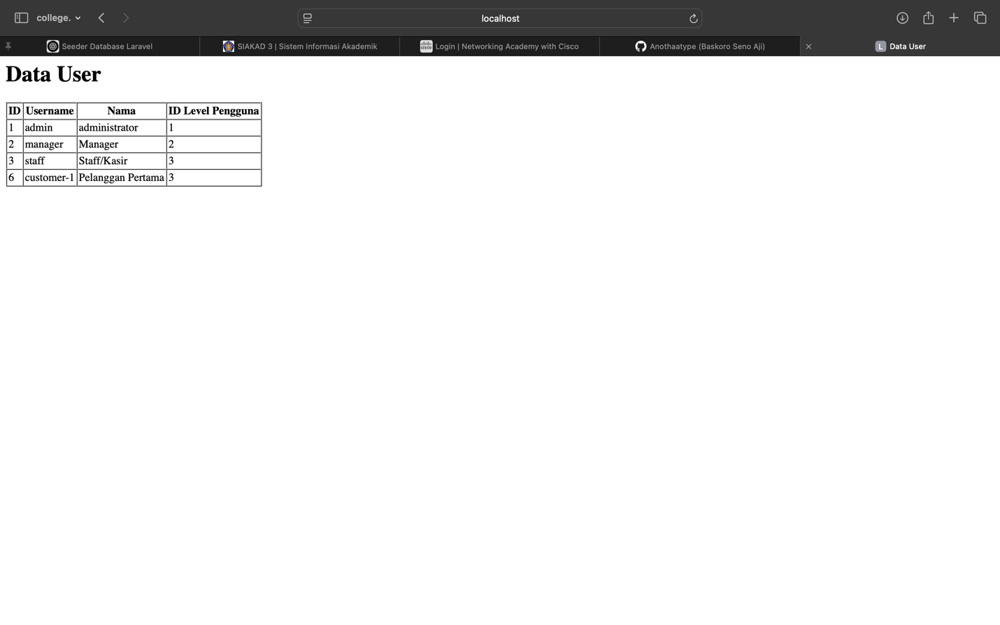 college.
localhost
Seeder Database Laravel
SIAKAD 3 | Sistem Informasi Akademik
Login | Networking Academy with Cisco
Anothaatype (Baskoro Seno Aji)
L Data User
Data User
ID Username Nama ID Level Pengguna
1 admin administrator 1
2 manager Manager 2
3 staff Staff/Kasir 3
6 customer-1 Pelanggan Pertama 3